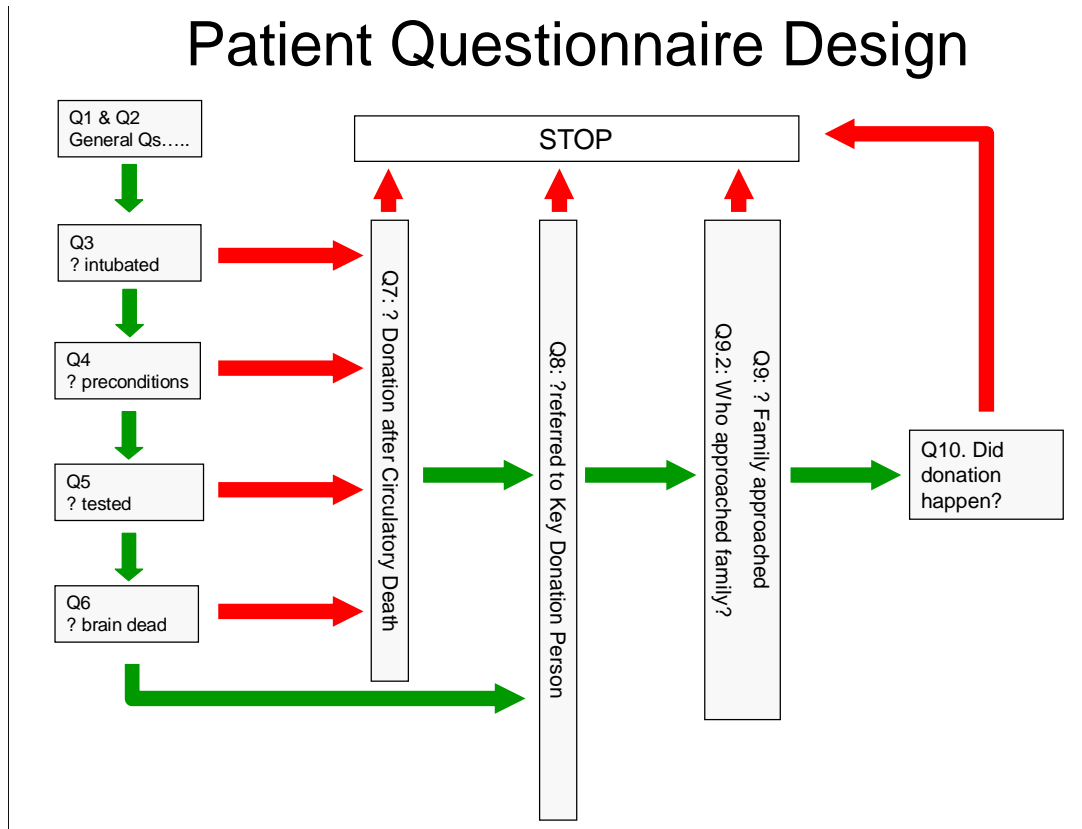 Patient Questionnaire Design
Q1 & Q2
General Qs…..
STOP
Q3
? intubated
Q4
? preconditions
Q5
? tested
Q6
? brain dead
Q7: ? Donation after Circulatory Death
Q8: ?referred to Key Donation Person
Q9: ? Family approached
Q9.2: Who approached family?
Q10. Did
donation
happen?